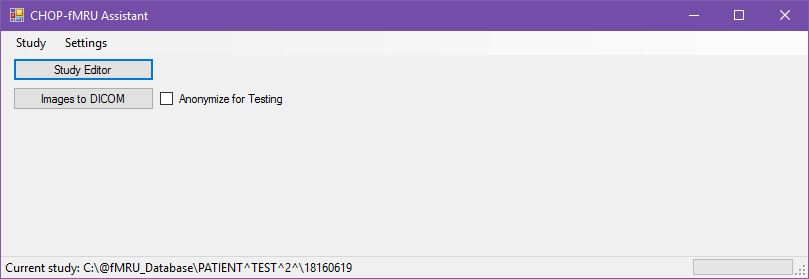 CHOP-fMRU Assistant
Study Settings
Study Editor
Images to DICOM Anonymize for Testing
Current study: C:\@fMRU_Database\PATIENT^TEST^2^\18160619